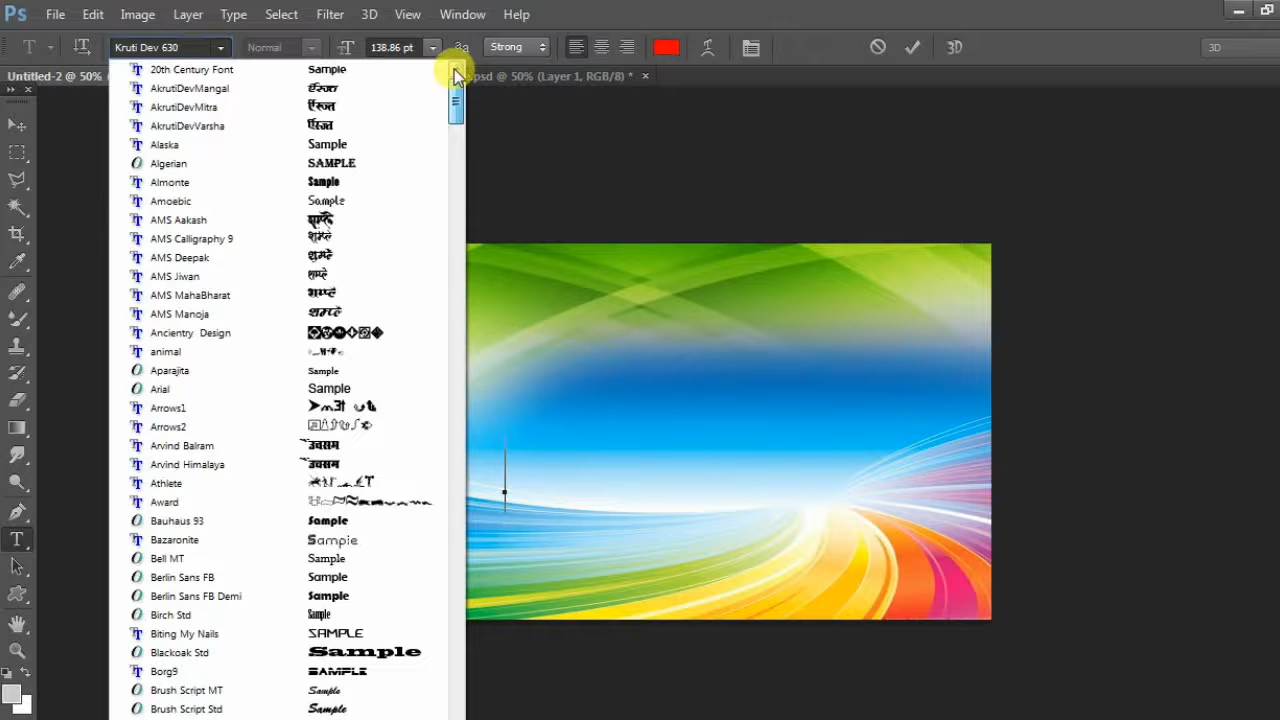 Ps File Edit Image Layer Type Select Filter 3D View Window Help
T Kruti Dev 630 Normal 138.86 pt aa Strong 3D 3D
Untitled-2 @ 50% .psd @ 50% (Layer 1, RGB/8) * ×
20th Century Font Sample
AkrutiDevMangal
AkrutiDevMitra
AkrutiDevVarsha
Alaska Sample
Algerian SAMPLE
Almonte Sample
Amoebic Sample
AMS Aakash
AMS Calligraphy 9
AMS Deepak
AMS Jiwan
AMS MahaBharat
AMS Manoja
Ancientry Design
animal
Aparajita Sample
Arial Sample
Arrows1
Arrows2
Arvind Balram
Arvind Himalaya
Athlete
Award
Bauhaus 93 Sample
Bazaronite Sample
Bell MT Sample
Berlin Sans FB Sample
Berlin Sans FB Demi Sample
Birch Std Sample
Biting My Nails SAMPLE
Blackoak Std Sample
Borg9 SAMPLE
Brush Script MT Sample
Brush Script Std Sample
T